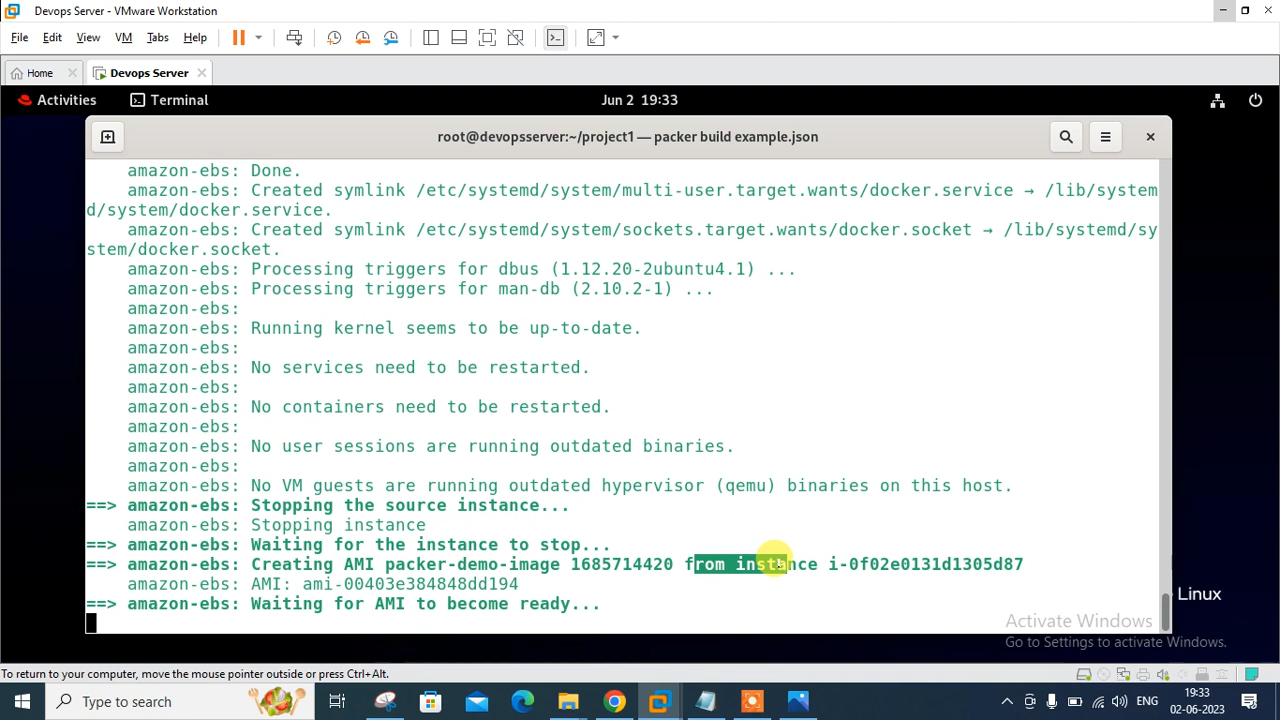 Devops Server - VMware Workstation
File Edit View VM Tabs Help
Home Devops Server
Activities Terminal Jun 2 19:33
root@devopsserver:~/project1 — packer build example.json
amazon-ebs: Done.
amazon-ebs: Created symlink /etc/systemd/system/multi-user.target.wants/docker.service → /lib/system
d/system/docker.service.
amazon-ebs: Created symlink /etc/systemd/system/sockets.target.wants/docker.socket → /lib/systemd/sy
stem/docker.socket.
amazon-ebs: Processing triggers for dbus (1.12.20-2ubuntu4.1) ...
amazon-ebs: Processing triggers for man-db (2.10.2-1) ...
amazon-ebs:
amazon-ebs: Running kernel seems to be up-to-date.
amazon-ebs:
amazon-ebs: No services need to be restarted.
amazon-ebs:
amazon-ebs: No containers need to be restarted.
amazon-ebs:
amazon-ebs: No user sessions are running outdated binaries.
amazon-ebs:
amazon-ebs: No VM guests are running outdated hypervisor (qemu) binaries on this host.
==> amazon-ebs: Stopping the source instance...
amazon-ebs: Stopping instance
==> amazon-ebs: Waiting for the instance to stop...
==> amazon-ebs: Creating AMI packer-demo-image 1685714420 from instance i-0f02e0131d1305d87
amazon-ebs: AMI: ami-00403e384848dd194
==> amazon-ebs: Waiting for AMI to become ready...
Linux
Activate Windows
Go to Settings to activate Windows.
To return to your computer, move the mouse pointer outside or press Ctrl+Alt.
Type to search
ENG
19:33
02-06-2023